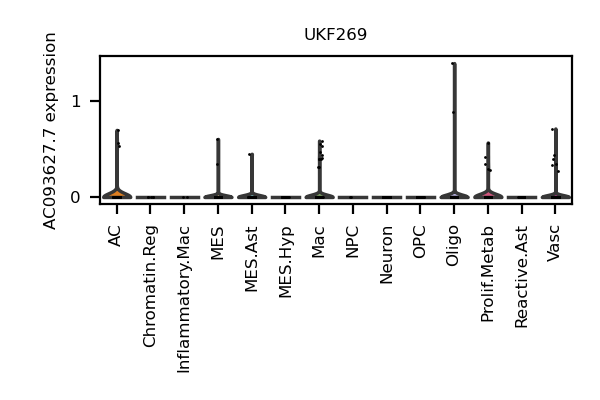 UKF269
AC093627.7 expression
1
0
AC
Chromatin.Reg
Inflammatory.Mac
MES
MES.Ast
MES.Hyp
Mac
NPC
Neuron
OPC
Oligo
Prolif.Metab
Reactive.Ast
Vasc